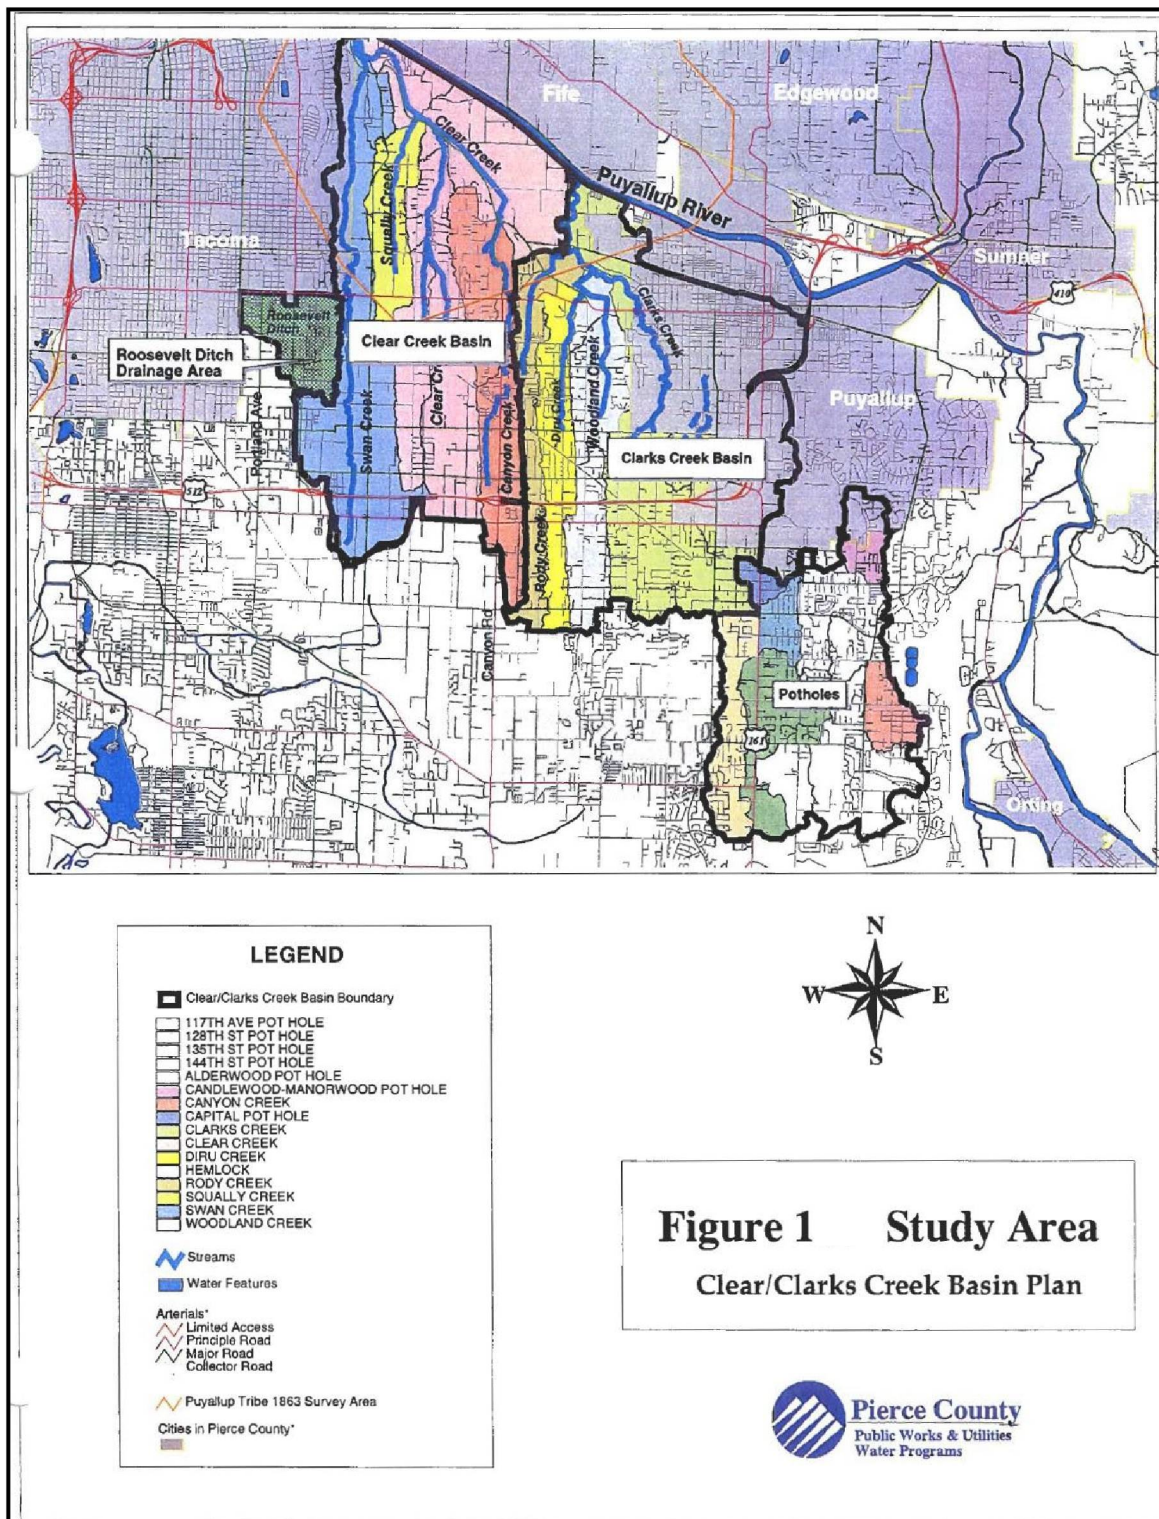 Fife
Edgewood
Clear Creek
Squally Creek
Puyallup River
Tacoma
Sumner
410
Roosevelt
Ditch
Roosevelt Ditch
Drainage Area
Clear Creek Basin
Clarks Creek
Puyallup
Portland Ave
Swan Creek
Clear
Canyon Creek
Diru Creek
Woodland Creek
Clarks Creek Basin
512
Rody Creek
Canyon Rd
Potholes
161
Orting
LEGEND
Clear/Clarks Creek Basin Boundary
117TH AVE POT HOLE
128TH ST POT HOLE
135TH ST POT HOLE
144TH ST POT HOLE
ALDERWOOD POT HOLE
CANDLEWOOD-MANORWOOD POT HOLE
CANYON CREEK
CAPITAL POT HOLE
CLARKS CREEK
CLEAR CREEK
DIRU CREEK
HEMLOCK
RODY CREEK
SQUALLY CREEK
SWAN CREEK
WOODLAND CREEK
Streams
Water Features
Arterials*
Limited Access
Principle Road
Major Road
Collector Road
Puyallup Tribe 1863 Survey Area
Cities in Pierce County*
N
W E
S
Figure 1 Study Area
Clear/Clarks Creek Basin Plan
Pierce County
Public Works & Utilities
Water Programs